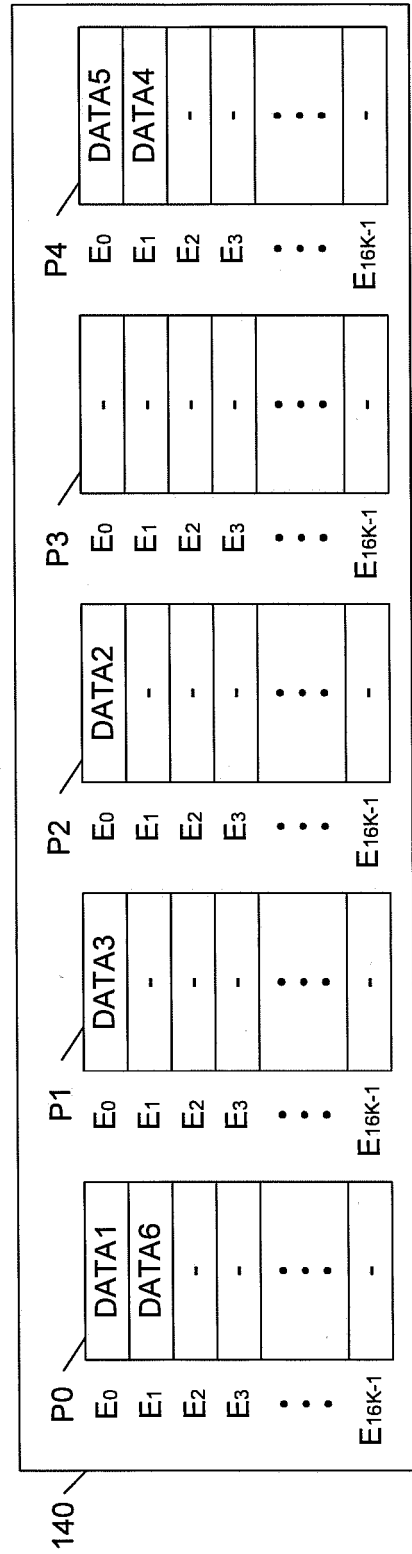 140
P0
E0 DATA1
E1 DATA6
E2 -
E3 -
E16K-1 -
P1
E0 DATA3
E1 -
E2 -
E3 -
E16K-1 -
P2
E0 DATA2
E1 -
E2 -
E3 -
E16K-1 -
P3
E0 -
E1 -
E2 -
E3 -
E16K-1 -
P4
E0 DATA5
E1 DATA4
E2 -
E3 -
E16K-1 -